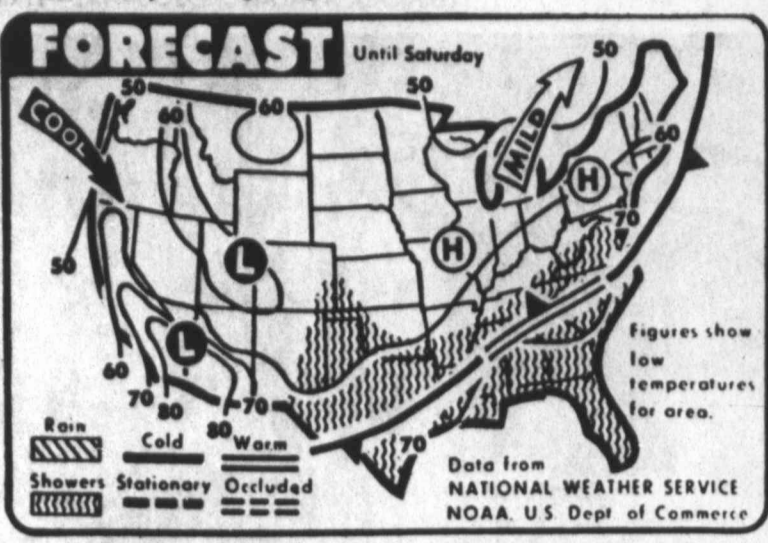 FORECAST
Until Saturday
50
60
50
50
COOL
60
MILD
60
H
70
H
L
50
L
60
70
80
80
70
70
Figures show
low
temperatures
for area.
Rain
Cold
Warm
Showers
Stationary
Occluded
Data from
NATIONAL WEATHER SERVICE
NOAA, U.S. Dept. of Commerce